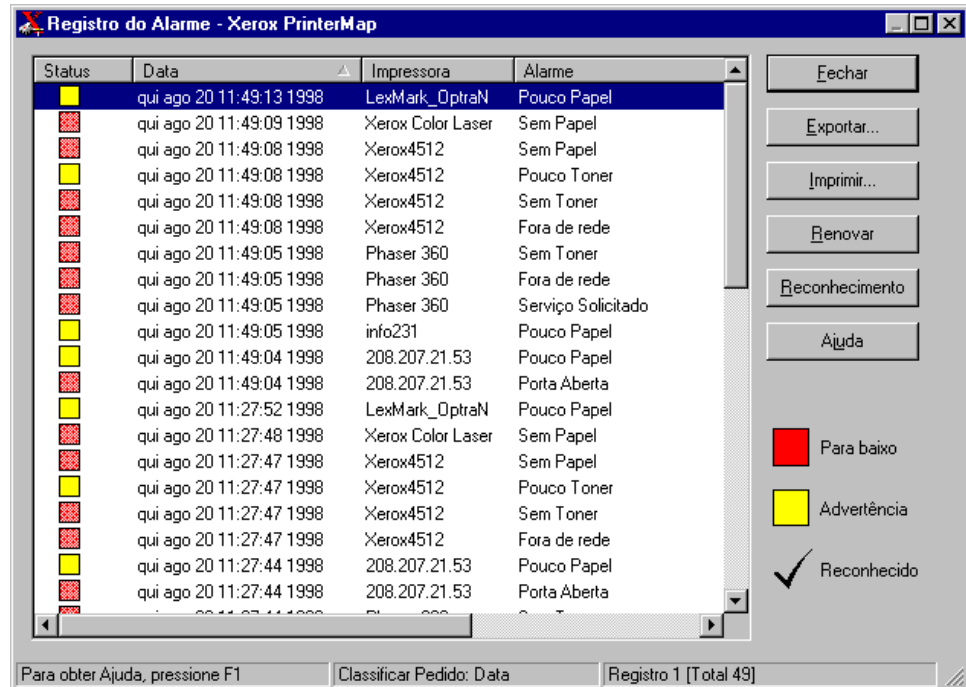 Registro do Alarme - Xerox PrinterMap
Status Data Impressora Alarme
qui ago 20 11:49:13 1998 LexMark_OptraN Pouco Papel
qui ago 20 11:49:09 1998 Xerox Color Laser Sem Papel
qui ago 20 11:49:08 1998 Xerox4512 Sem Papel
qui ago 20 11:49:08 1998 Xerox4512 Pouco Toner
qui ago 20 11:49:08 1998 Xerox4512 Sem Toner
qui ago 20 11:49:08 1998 Xerox4512 Fora de rede
qui ago 20 11:49:05 1998 Phaser 360 Sem Toner
qui ago 20 11:49:05 1998 Phaser 360 Fora de rede
qui ago 20 11:49:05 1998 Phaser 360 Serviço Solicitado
qui ago 20 11:49:05 1998 info231 Pouco Papel
qui ago 20 11:49:04 1998 208.207.21.53 Pouco Papel
qui ago 20 11:49:04 1998 208.207.21.53 Porta Aberta
qui ago 20 11:27:52 1998 LexMark_OptraN Pouco Papel
qui ago 20 11:27:48 1998 Xerox Color Laser Sem Papel
qui ago 20 11:27:47 1998 Xerox4512 Sem Papel
qui ago 20 11:27:47 1998 Xerox4512 Pouco Toner
qui ago 20 11:27:47 1998 Xerox4512 Sem Toner
qui ago 20 11:27:47 1998 Xerox4512 Fora de rede
qui ago 20 11:27:44 1998 208.207.21.53 Pouco Papel
qui ago 20 11:27:44 1998 208.207.21.53 Porta Aberta
Fechar
Exportar...
Imprimir...
Renovar
Reconhecimento
Ajuda
Para baixo
Advertência
Reconhecido
Para obter Ajuda, pressione F1 Classificar Pedido: Data Registro 1 [Total 49]